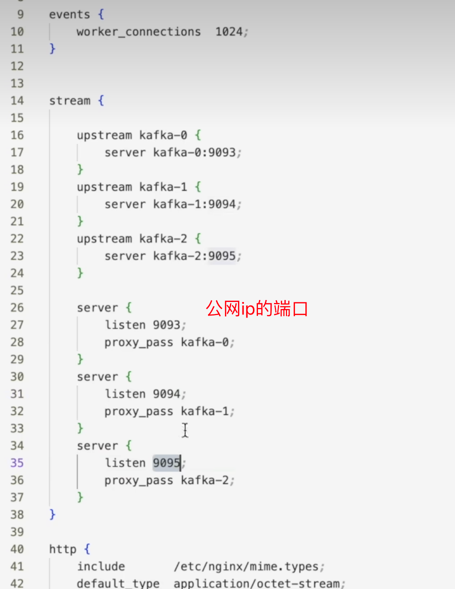 9 events {
10 worker_connections 1024;
11 }
12
13
14 stream {
15
16 upstream kafka-0 {
17 server kafka-0:9093;
18 }
19 upstream kafka-1 {
20 server kafka-1:9094;
21 }
22 upstream kafka-2 {
23 server kafka-2:9095;
24 }
25
26 server { 公网ip的端口
27 listen 9093;
28 proxy_pass kafka-0;
29 }
30 server {
31 listen 9094;
32 proxy_pass kafka-1;
33 }
34 server {
35 listen 9095;
36 proxy_pass kafka-2;
37 }
38 }
39
40 http {
41 include /etc/nginx/mime.types;
42 default_type application/octet-stream;